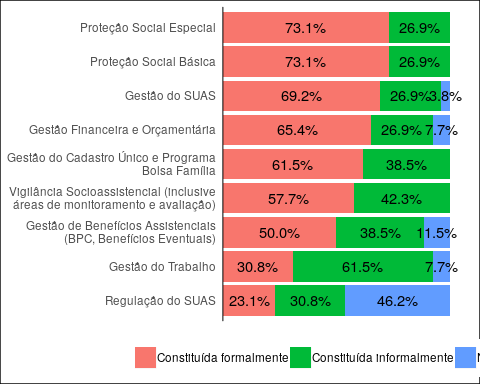 Proteção Social Especial 73.1% 26.9%
Proteção Social Básica 73.1% 26.9%
Gestão do SUAS 69.2% 26.9% 3.8%
Gestão Financeira e Orçamentária 65.4% 26.9% 7.7%
Gestão do Cadastro Único e Programa
Bolsa Família 61.5% 38.5%
Vigilância Socioassistencial (inclusive
áreas de monitoramento e avaliação) 57.7% 42.3%
Gestão de Benefícios Assistenciais
(BPC, Benefícios Eventuais) 50.0% 38.5% 11.5%
Gestão do Trabalho 30.8% 61.5% 7.7%
Regulação do SUAS 23.1% 30.8% 46.2%
Constituída formalmente Constituída informalmente